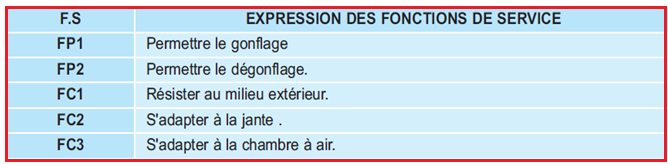 F.S EXPRESSION DES FONCTIONS DE SERVICE
FP1 Permettre le gonflage
FP2 Permettre le dégonflage.
FC1 Résister au milieu extérieur.
FC2 S'adapter à la jante .
FC3 S'adapter à la chambre à air.